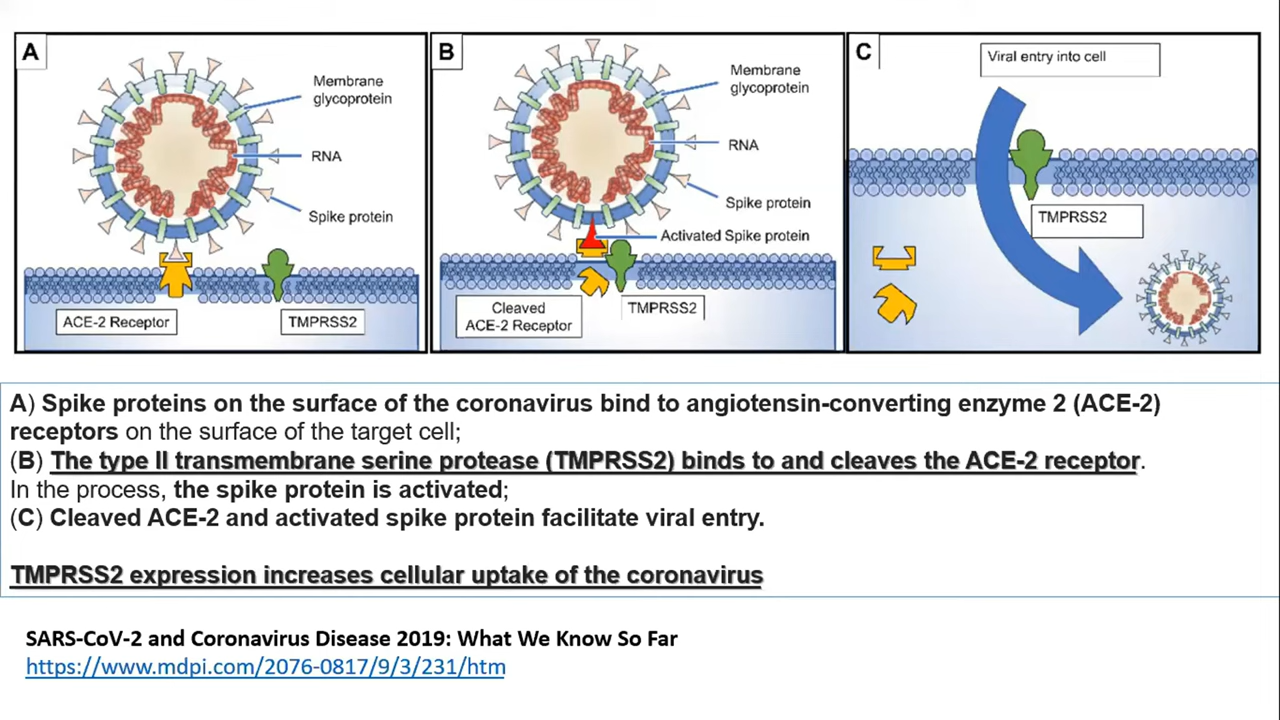 A
Membrane
glycoprotein
RNA
Spike protein
ACE-2 Receptor
TMPRSS2
B
Membrane
glycoprotein
RNA
Spike protein
Activated Spike protein
Cleaved
ACE-2 Receptor
TMPRSS2
C
Viral entry into cell
TMPRSS2
A) Spike proteins on the surface of the coronavirus bind to angiotensin-converting enzyme 2 (ACE-2)
receptors on the surface of the target cell;
(B) The type II transmembrane serine protease (TMPRSS2) binds to and cleaves the ACE-2 receptor.
In the process, the spike protein is activated;
(C) Cleaved ACE-2 and activated spike protein facilitate viral entry.
TMPRSS2 expression increases cellular uptake of the coronavirus
SARS-CoV-2 and Coronavirus Disease 2019: What We Know So Far
https://www.mdpi.com/2076-0817/9/3/231/htm